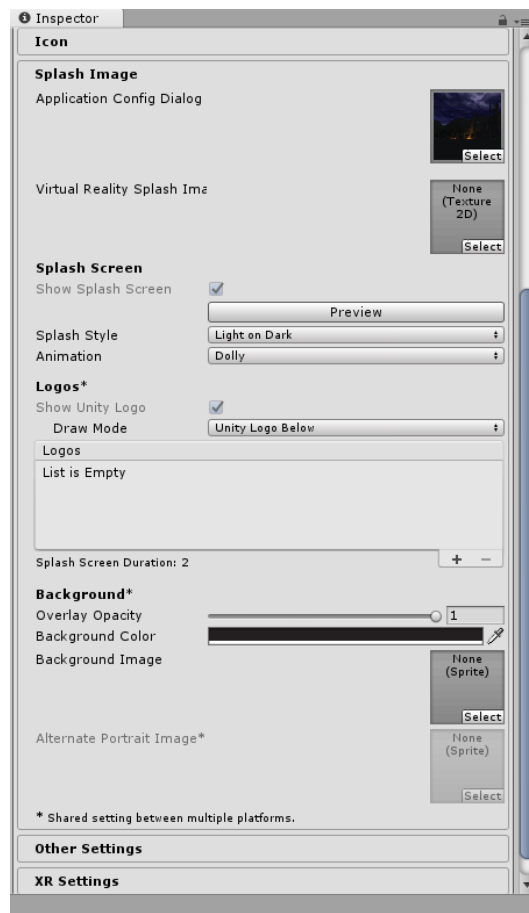 Inspector
Icon
Splash Image
Application Config Dialog
Select
Virtual Reality Splash Ima
None
(Texture
2D)
Select
Splash Screen
Show Splash Screen
Preview
Splash Style
Light on Dark
Animation
Dolly
Logos*
Show Unity Logo
Draw Mode
Unity Logo Below
Logos
List is Empty
Splash Screen Duration: 2
Background*
Overlay Opacity
1
Background Color
Background Image
None
(Sprite)
Select
Alternate Portrait Image*
None
(Sprite)
Select
* Shared setting between multiple platforms.
Other Settings
XR Settings